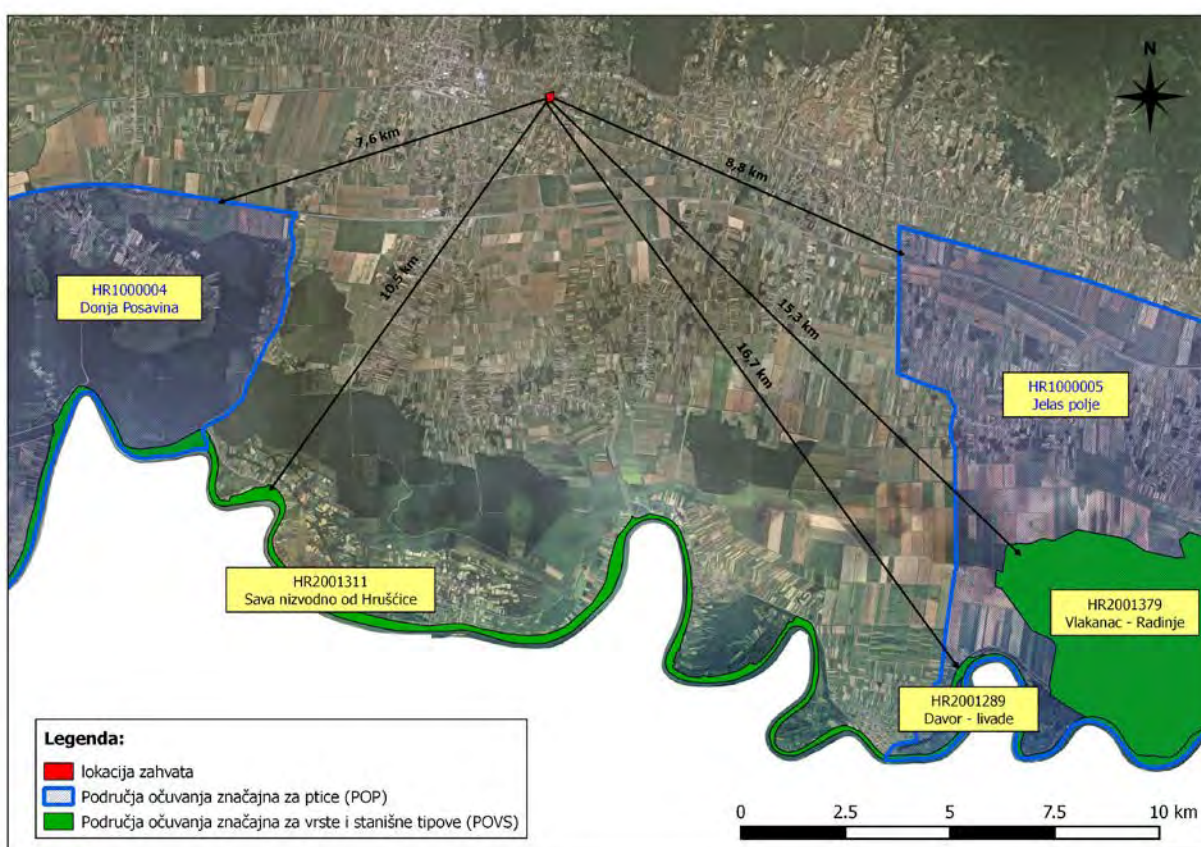 N
7,6 km
8,8 km
10,5 km
15,3 km
16,7 km
HR1000004
Donja Posavina
HR1000005
Jelas polje
HR2001311
Sava nizvodno od Hrušćice
HR2001379
Vlakanac - Radinje
HR2001289
Davor - livade
Legenda:
lokacija zahvata
Područja očuvanja značajna za ptice (POP)
Područja očuvanja značajna za vrste i stanišne tipove (POVS)
0 2.5 5 7.5 10 km